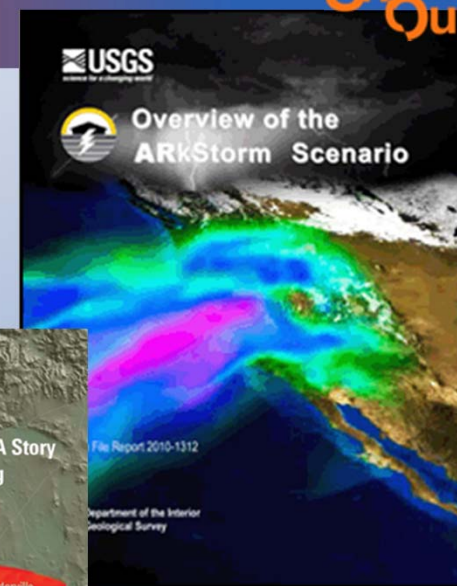 Qu
USGS
science for a changing world
Overview of the
ARkStorm Scenario
A Story
g
File Report 2010-1312
Department of the Interior
Geological Survey